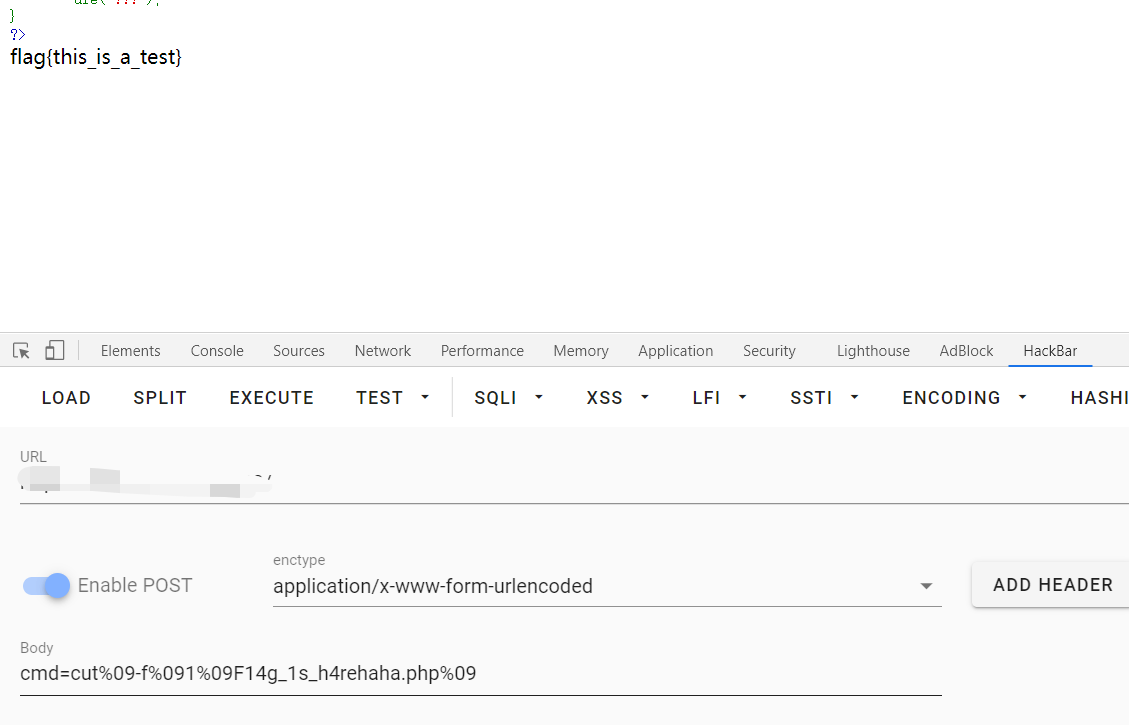 }
?>
flag{this_is_a_test}
Elements Console Sources Network Performance Memory Application Security Lighthouse AdBlock HackBar
LOAD SPLIT EXECUTE TEST SQLI XSS LFI SSTI ENCODING HASHI
URL
enctype
Enable POST application/x-www-form-urlencoded ADD HEADER
Body
cmd=cut%09-f%091%09F14g_1s_h4rehaha.php%09